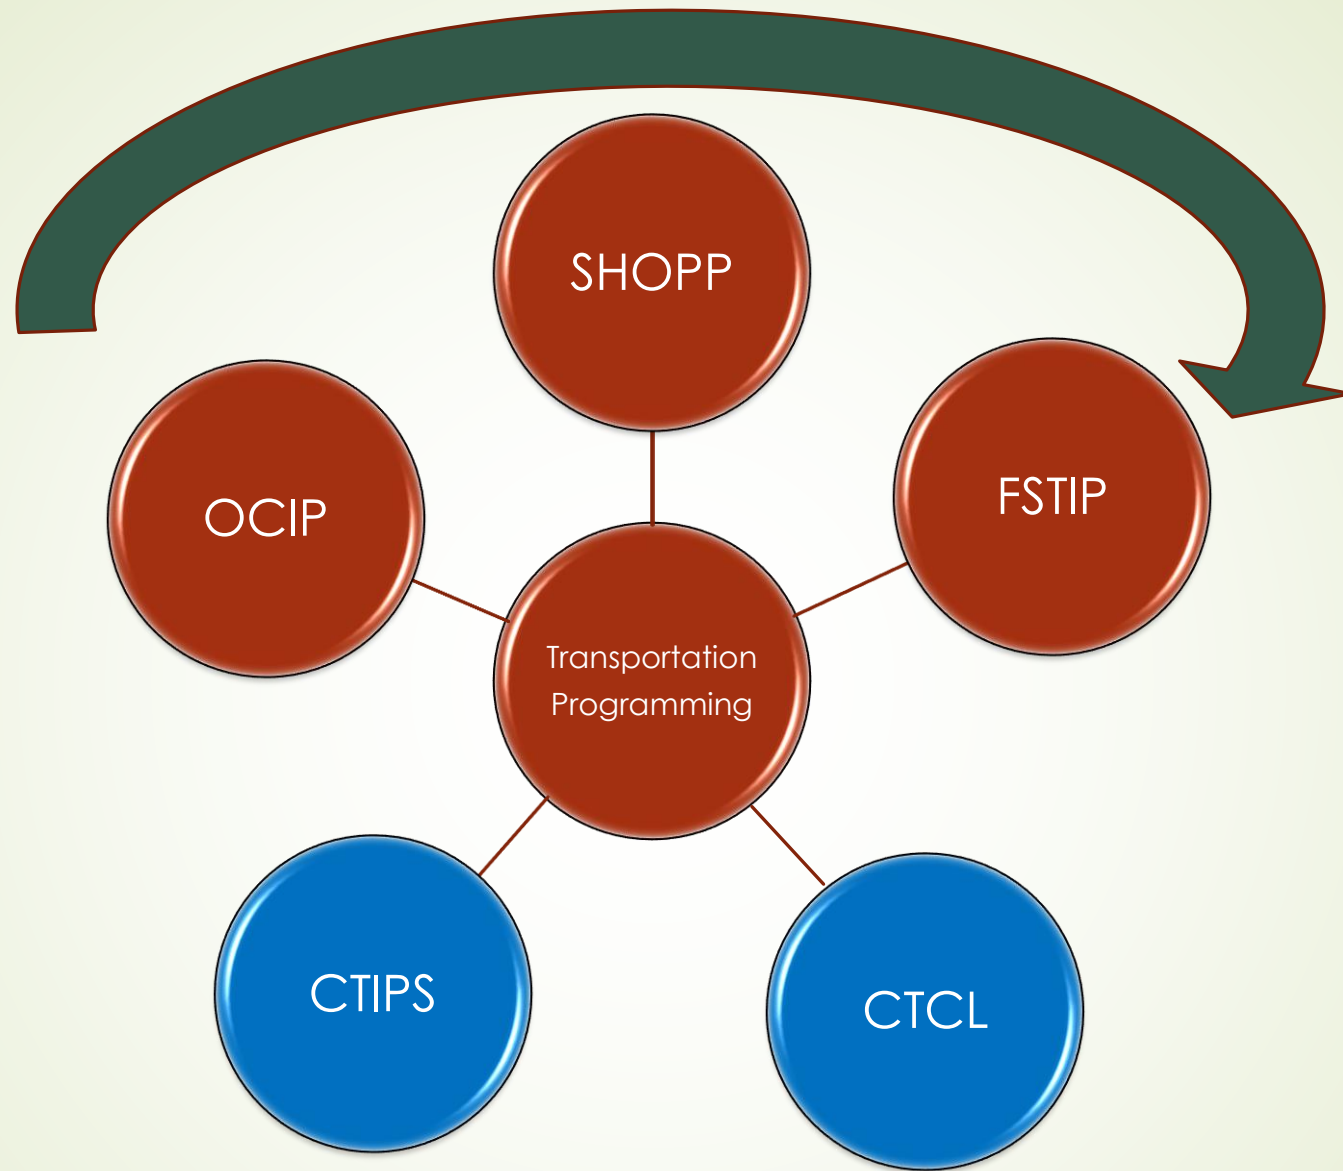 SHOPP
OCIP
FSTIP
Transportation
Programming
CTIPS
CTCL